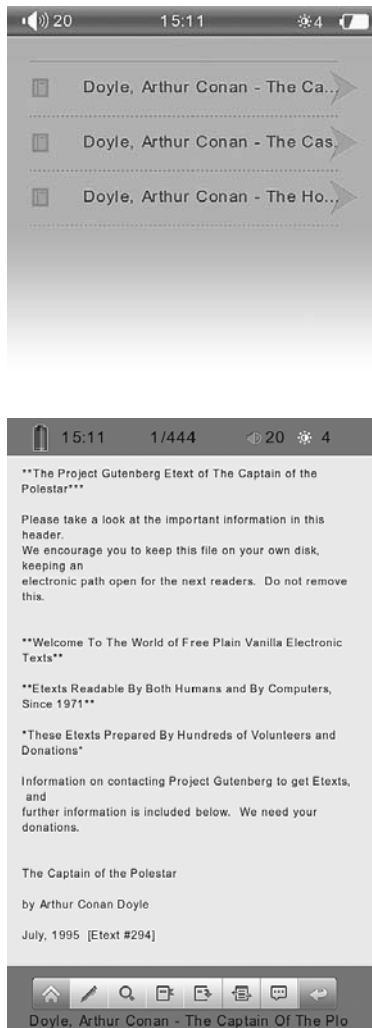 20 15:11 4
Doyle, Arthur Conan - The Ca...
Doyle, Arthur Conan - The Cas.
Doyle, Arthur Conan - The Ho...
15:11 1/444 20 4
**The Project Gutenberg Etext of The Captain of the
Polestar***
Please take a look at the important information in this
header.
We encourage you to keep this file on your own disk,
keeping an
electronic path open for the next readers. Do not remove
this.
**Welcome To The World of Free Plain Vanilla Electronic
Texts**
**Etexts Readable By Both Humans and By Computers,
Since 1971**
*These Etexts Prepared By Hundreds of Volunteers and
Donations*
Information on contacting Project Gutenberg to get Etexts,
and
further information is included below. We need your
donations.
The Captain of the Polestar
by Arthur Conan Doyle
July, 1995 [Etext #294]
Doyle, Arthur Conan - The Captain Of The Plo